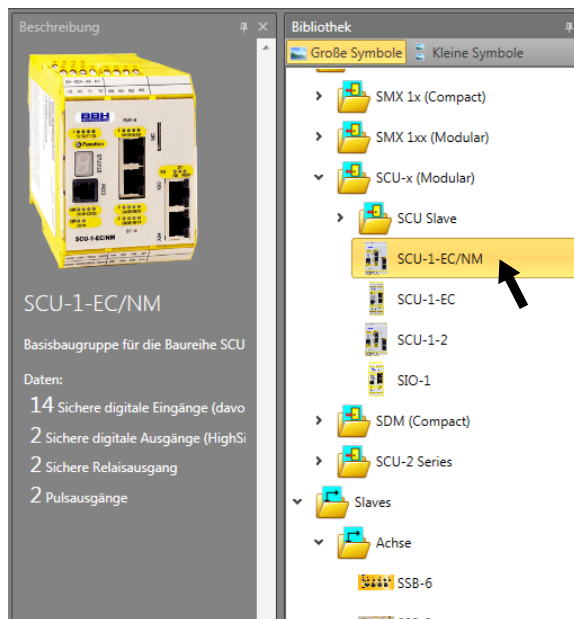 Beschreibung
BBH
RUN
Function
STATUS
COM
SCU-1-EC/NM
SCU-1-EC/NM
Basisbaugruppe für die Baureihe SCU
Daten:
14 Sichere digitale Eingänge (davo
2 Sichere digitale Ausgänge (HighSi
2 Sichere Relaisausgang
2 Pulsausgänge
Bibliothek
Große Symbole Kleine Symbole
SMX 1x (Compact)
SMX 1xx (Modular)
SCU-x (Modular)
SCU Slave
SCU-1-EC/NM
SCU-1-EC
SCU-1-2
SIO-1
SDM (Compact)
SCU-2 Series
Slaves
Achse
SSB-6